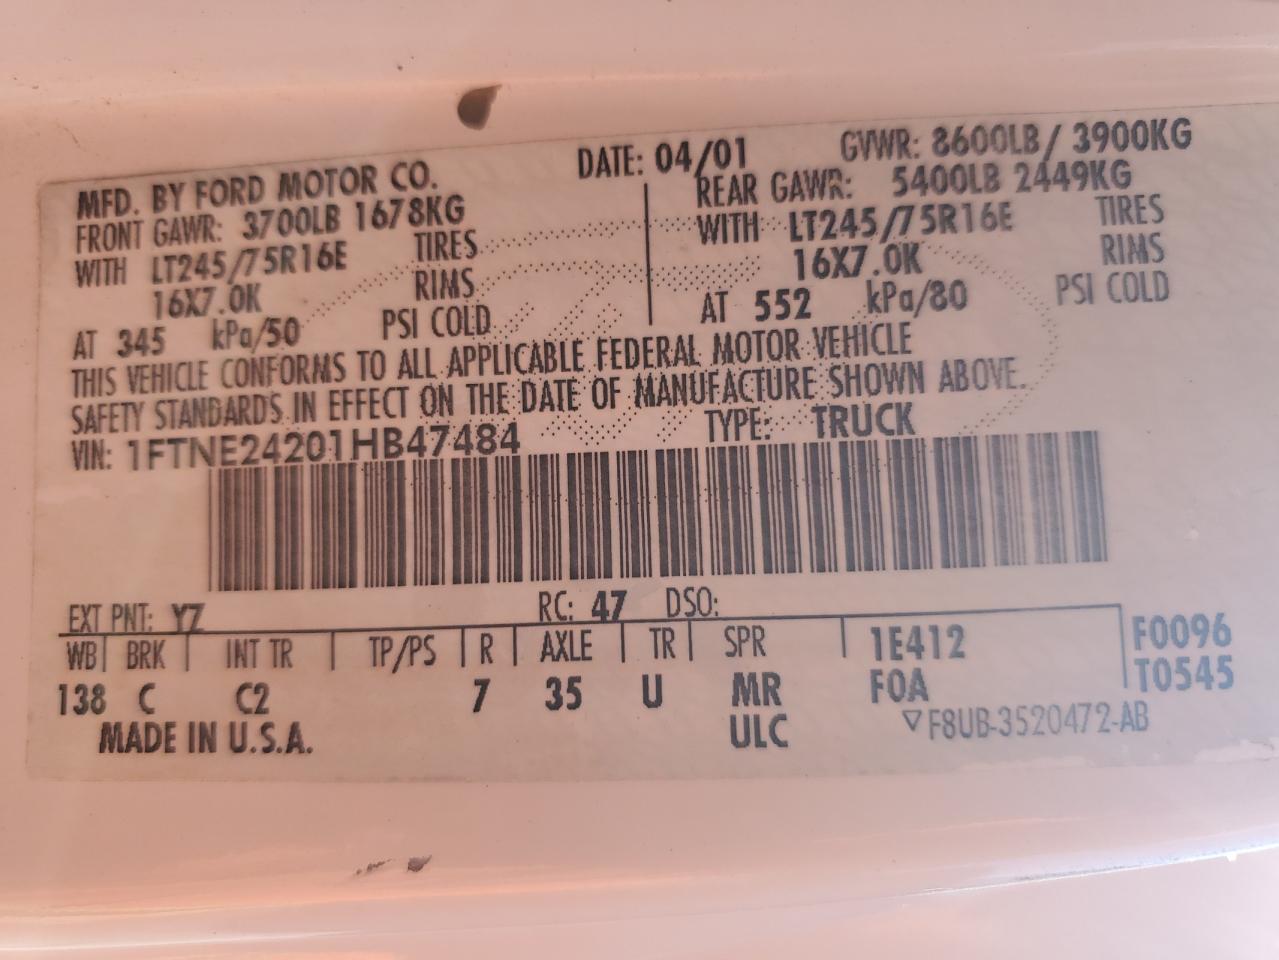 MFD. BY FORD MOTOR CO. DATE: 04/01 GVWR: 8600LB / 3900KG
FRONT GAWR: 3700LB 1678KG REAR GAWR: 5400LB 2449KG
WITH LT245/75R16E TIRES WITH LT245/75R16E TIRES
16X7.0K RIMS 16X7.0K RIMS
AT 345 kPa/50 PSI COLD AT 552 kPa/80 PSI COLD
THIS VEHICLE CONFORMS TO ALL APPLICABLE FEDERAL MOTOR VEHICLE
SAFETY STANDARDS IN EFFECT ON THE DATE OF MANUFACTURE SHOWN ABOVE.
VIN: 1FTNE24201HB47484 TYPE: TRUCK
EXT PNT: YZ RC: 47 DSO:
WB BRK INT TR TP/PS R AXLE TR SPR 1E412 F0096
138 C C2 7 35 U MR FOA T0545
MADE IN U.S.A. ULC ▽F8UB-3520472-AB